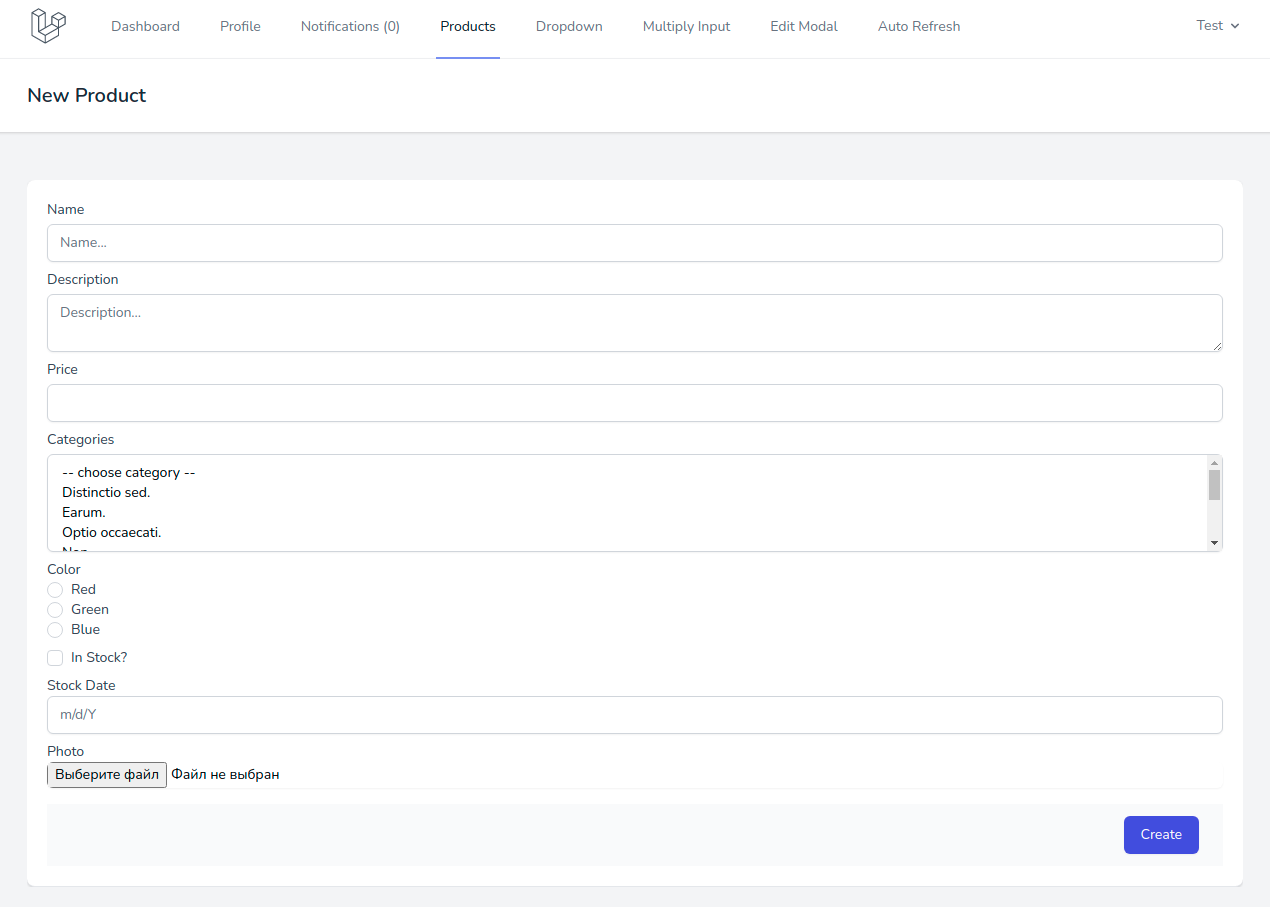 Dashboard Profile Notifications (0) Products Dropdown Multiply Input Edit Modal Auto Refresh Test
New Product
Name
Name...
Description
Description...
Price
Categories
-- choose category --
Distinctio sed.
Earum.
Optio occaecati.
Color
Red
Green
Blue
In Stock?
Stock Date
m/d/Y
Photo
Выберите файл Файл не выбран
Create